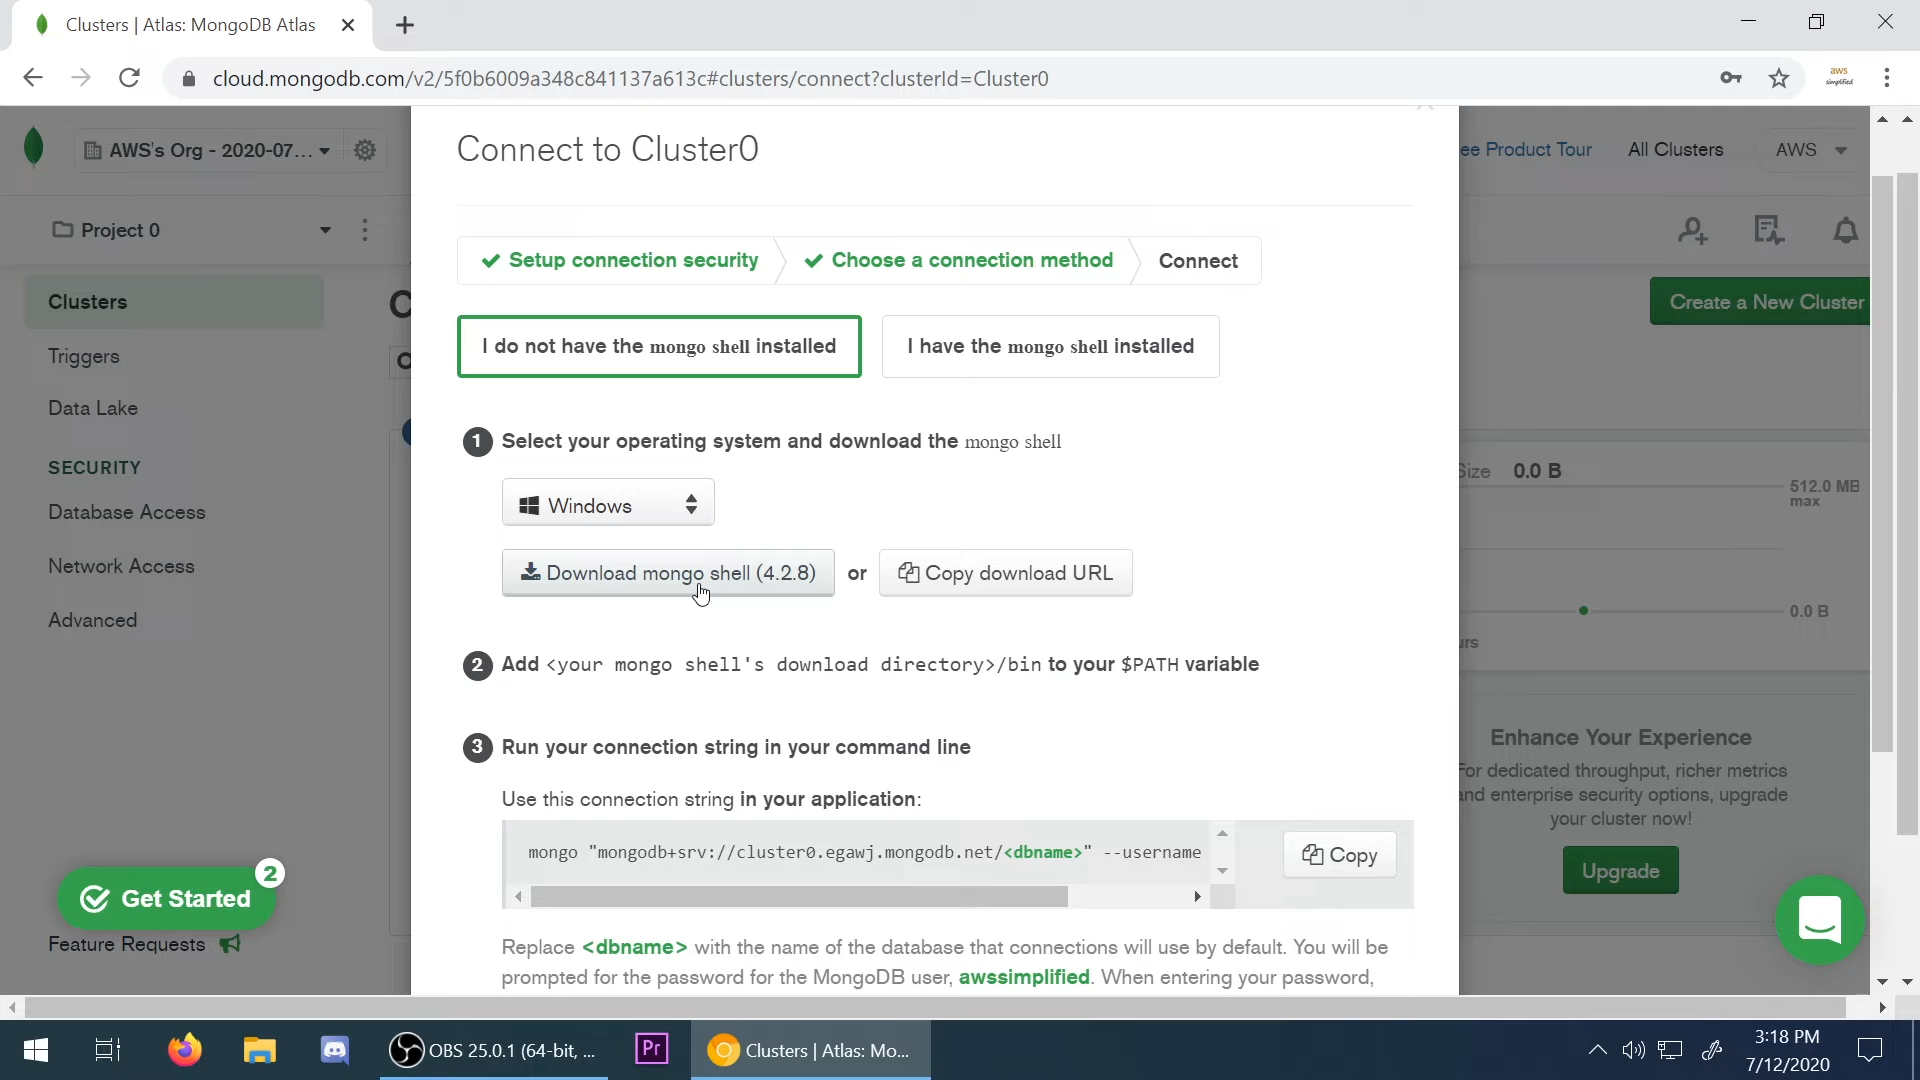 Clusters | Atlas: MongoDB Atlas
cloud.mongodb.com/v2/5f0b6009a348c841137a613c#clusters/connect?clusterId=Cluster0
aws
simplified
AWS's Org - 2020-07...
ee Product Tour
All Clusters
AWS
Project 0
Clusters
Triggers
Data Lake
SECURITY
Database Access
Network Access
Advanced
Get Started
2
Feature Requests
C
Connect to Cluster0
Setup connection security
Choose a connection method
Connect
I do not have the mongo shell installed
I have the mongo shell installed
1 Select your operating system and download the mongo shell
Windows
Download mongo shell (4.2.8)
or
Copy download URL
2 Add <your mongo shell's download directory>/bin to your $PATH variable
3 Run your connection string in your command line
Use this connection string in your application:
mongo "mongodb+srv://cluster0.egawj.mongodb.net/<dbname>" --username
Copy
Replace <dbname> with the name of the database that connections will use by default. You will be
prompted for the password for the MongoDB user, awssimplified. When entering your password,
Create a New Cluster
Size 0.0 B
512.0 MB
max
0.0 B
urs
Enhance Your Experience
For dedicated throughput, richer metrics
and enterprise security options, upgrade
your cluster now!
Upgrade
OBS 25.0.1 (64-bit, ...
Pr
Clusters | Atlas: Mo...
3:18 PM
7/12/2020